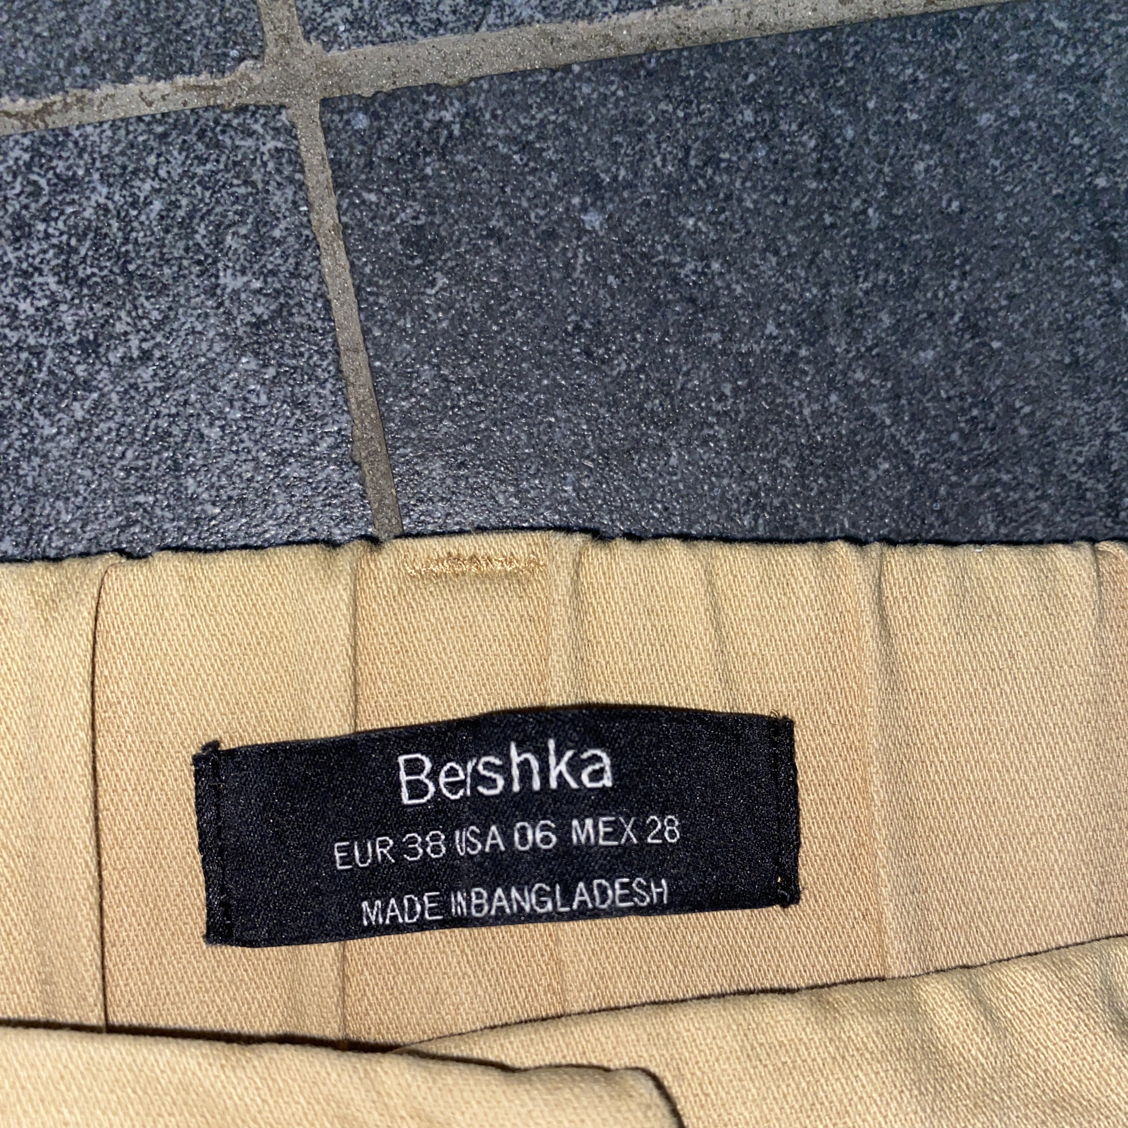 Bershka
EUR 38 USA 06 MEX 28
MADE IN BANGLADESH